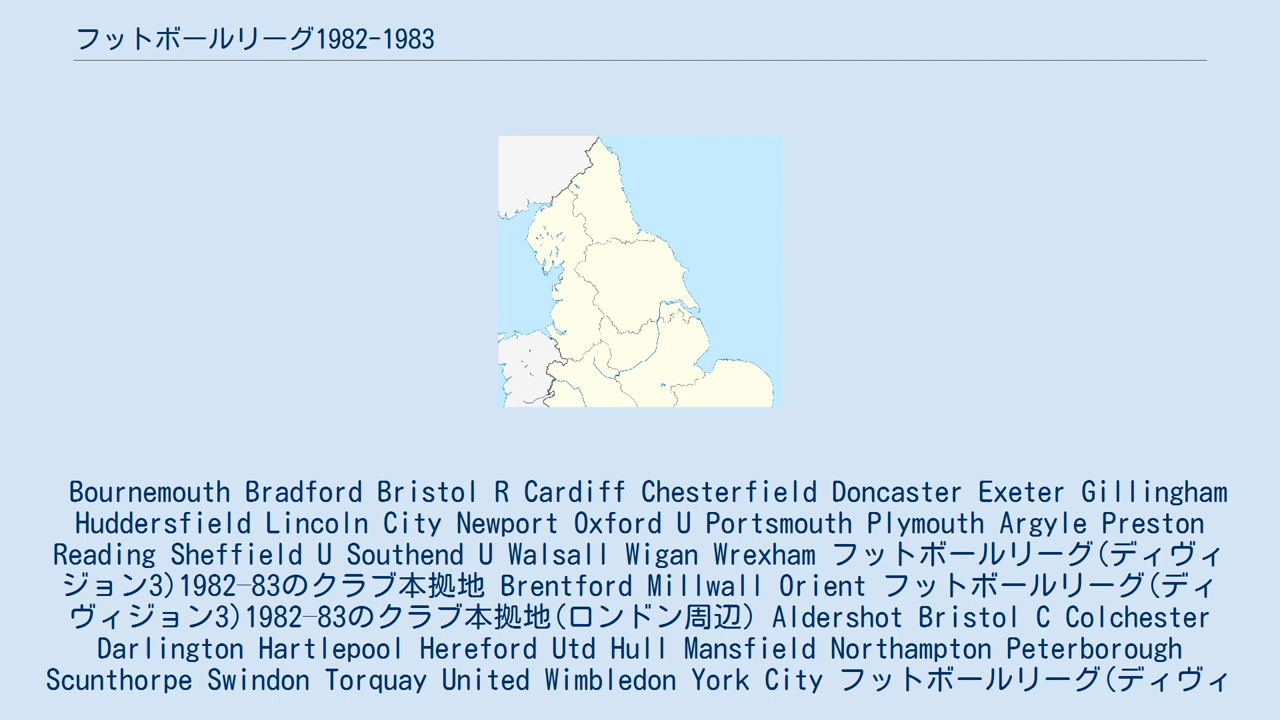 フットボールリーグ1982-1983
Bournemouth Bradford Bristol R Cardiff Chesterfield Doncaster Exeter Gillingham
Huddersfield Lincoln City Newport Oxford U Portsmouth Plymouth Argyle Preston
Reading Sheffield U Southend U Walsall Wigan Wrexham フットボールリーグ(ディヴィ
ジョン3)1982–83のクラブ本拠地 Brentford Millwall Orient フットボールリーグ(ディ
ヴィジョン3)1982–83のクラブ本拠地(ロンドン周辺) Aldershot Bristol C Colchester
Darlington Hartlepool Hereford Utd Hull Mansfield Northampton Peterborough
Scunthorpe Swindon Torquay United Wimbledon York City フットボールリーグ(ディヴィ